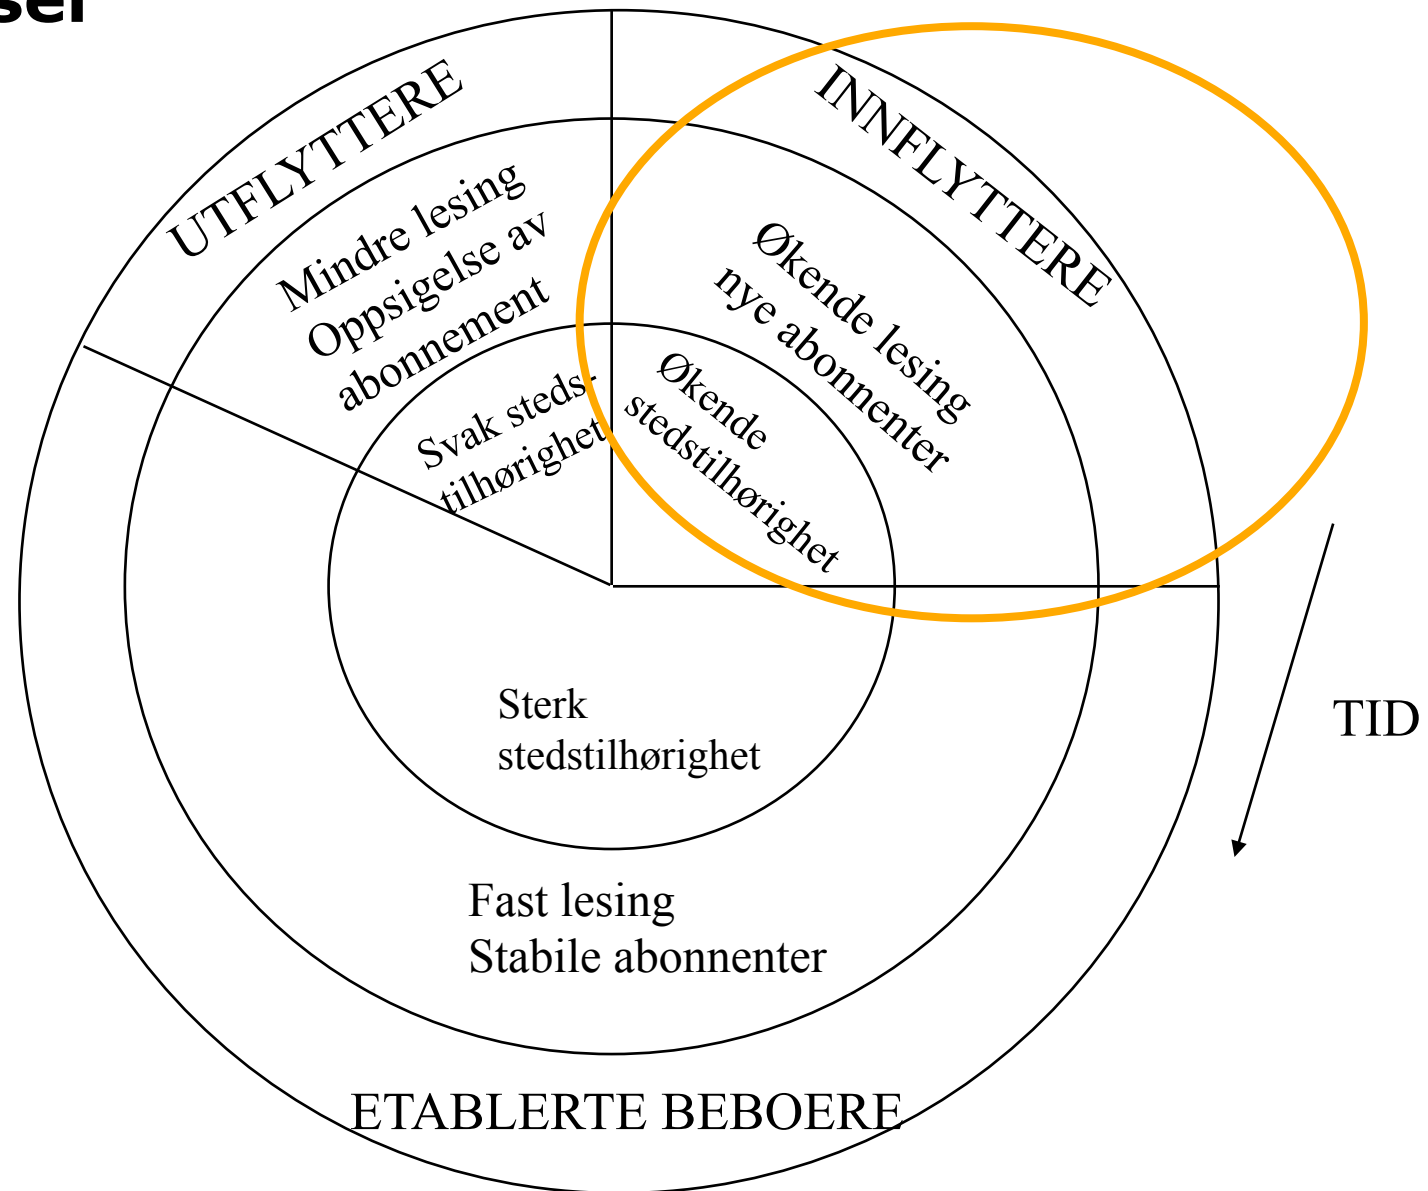 UTFLYTTERE
Mindre lesing
Oppsigelse av
abonnement
Svak steds-
tilhørighet
INNFLYTTERE
Økende lesing
nye abonnenter
Økende
stedstilhørighet
TID
Sterk
stedstilhørighet
Fast lesing
Stabile abonnenter
ETABLERTE BEBOERE